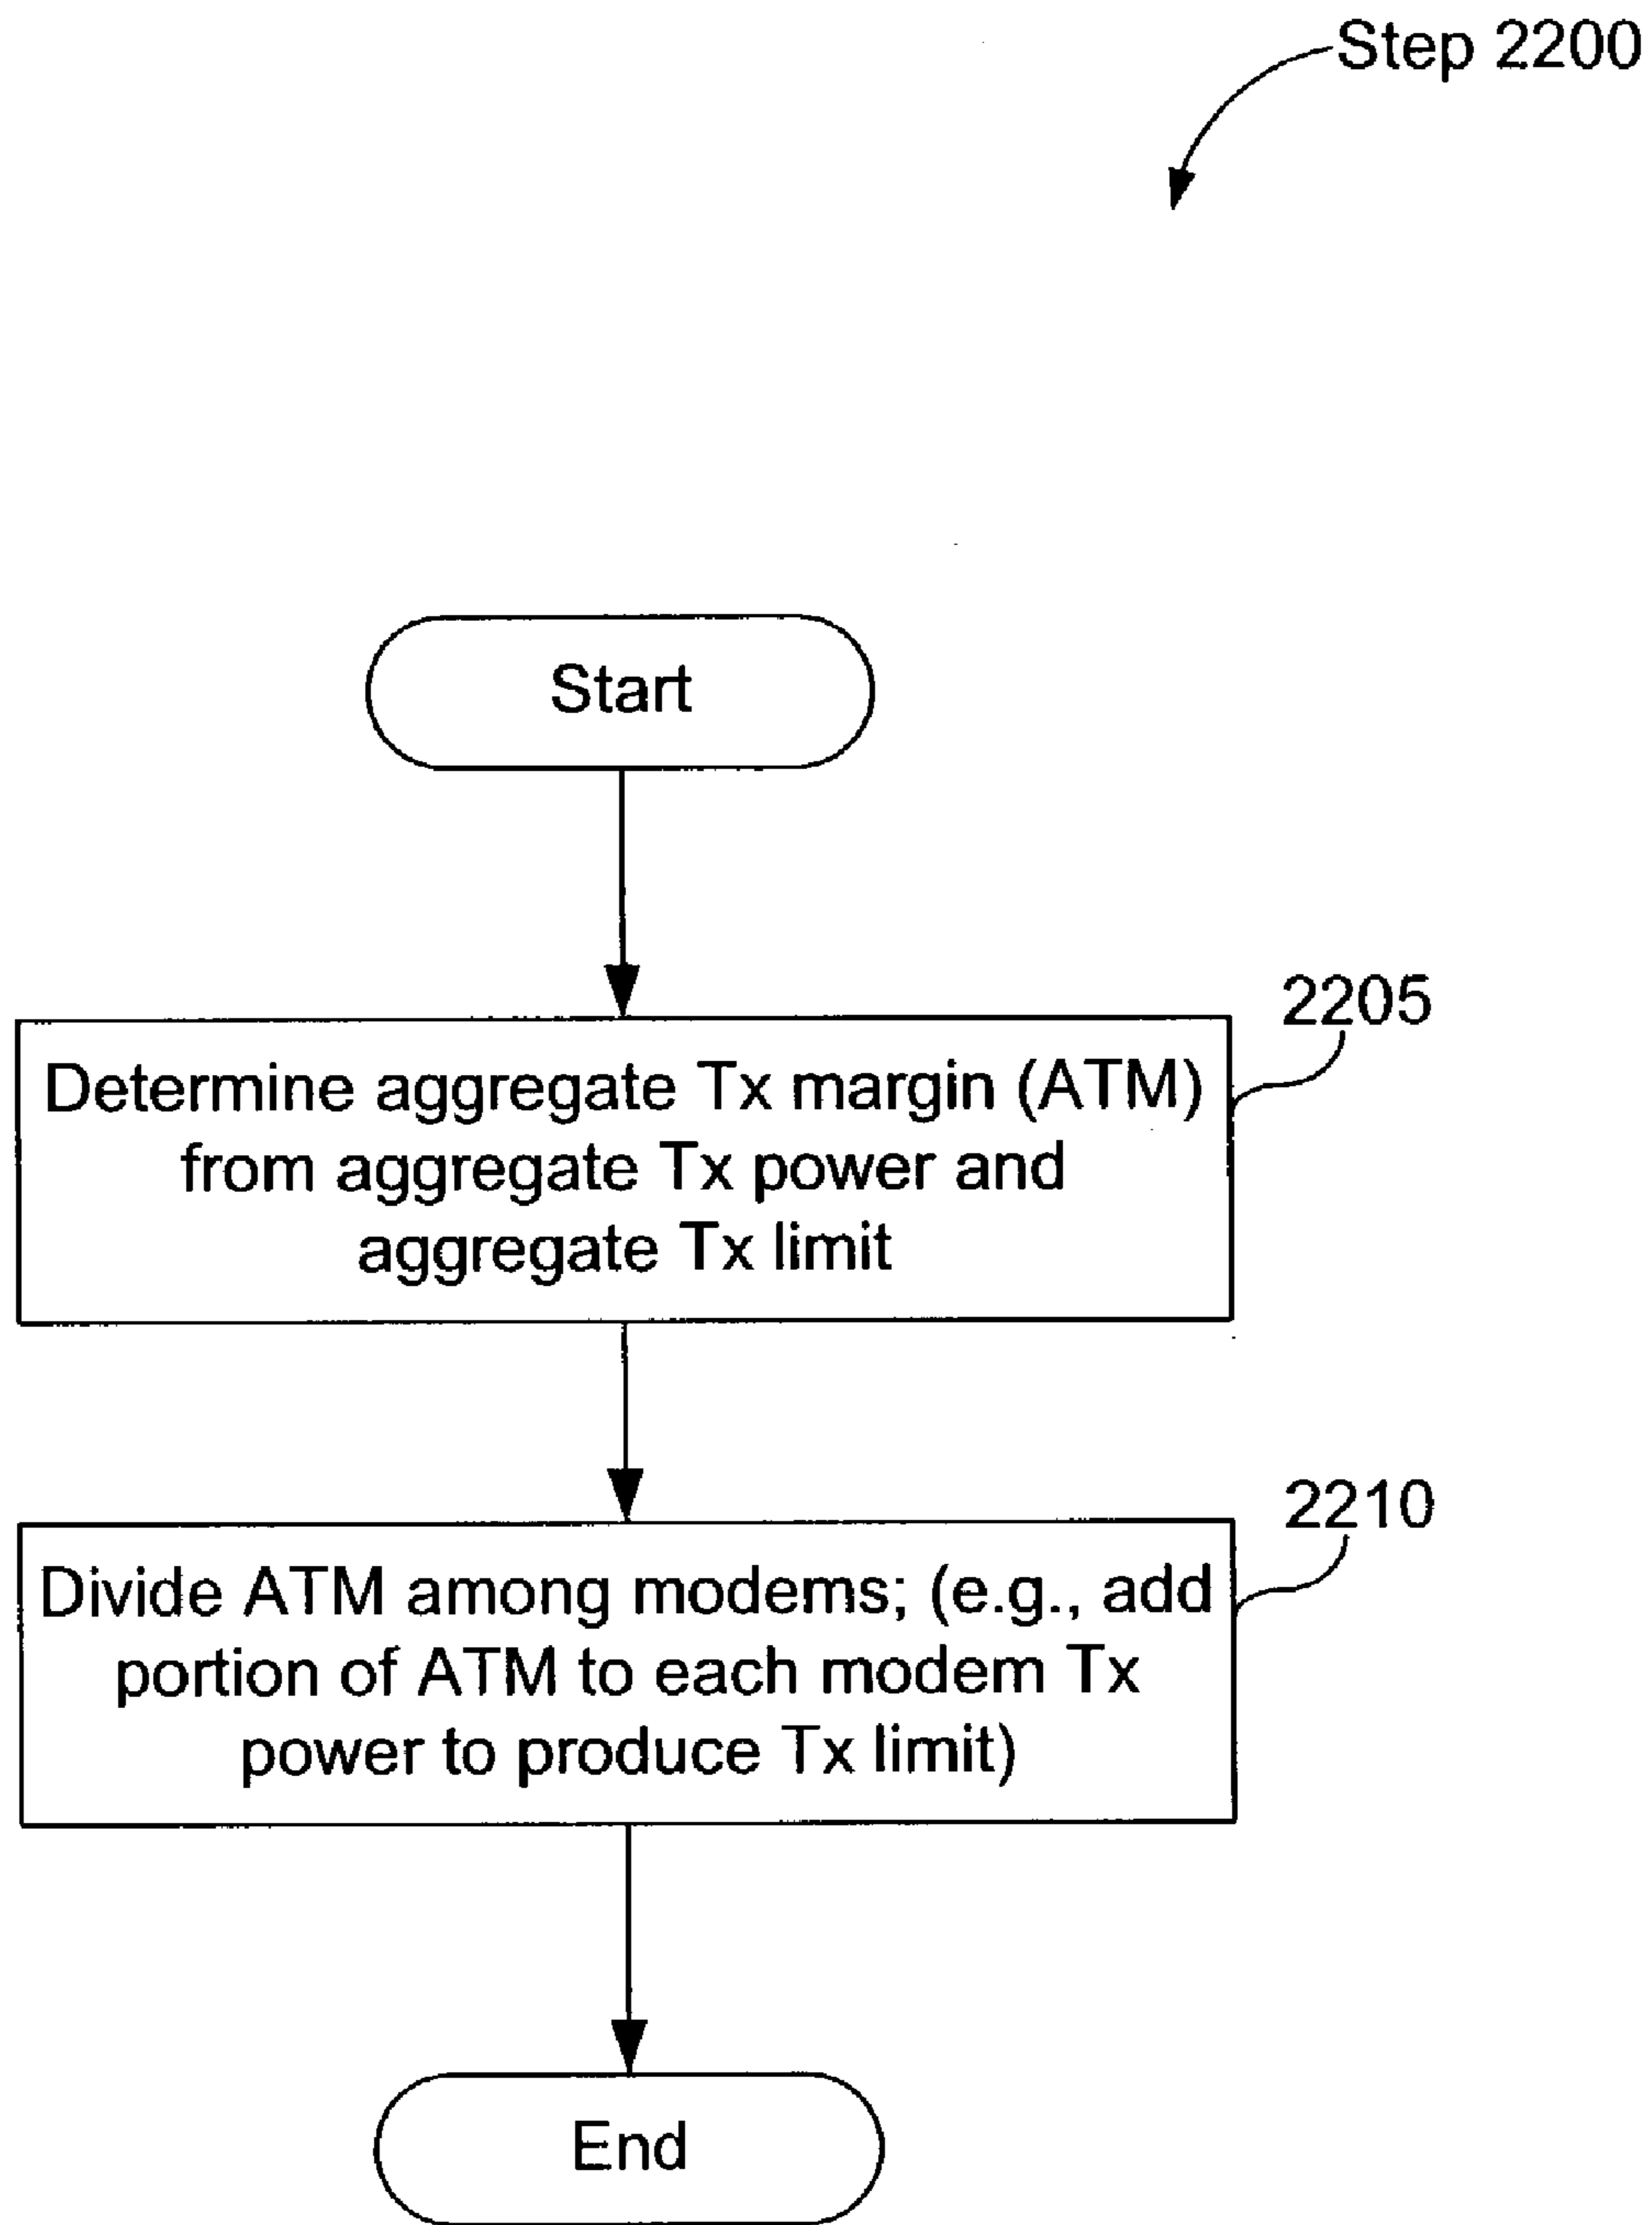 Step 2200
Start
2205
Determine aggregate Tx margin (ATM)
from aggregate Tx power and
aggregate Tx limit
2210
Divide ATM among modems; (e.g., add
portion of ATM to each modem Tx
power to produce Tx limit)
End